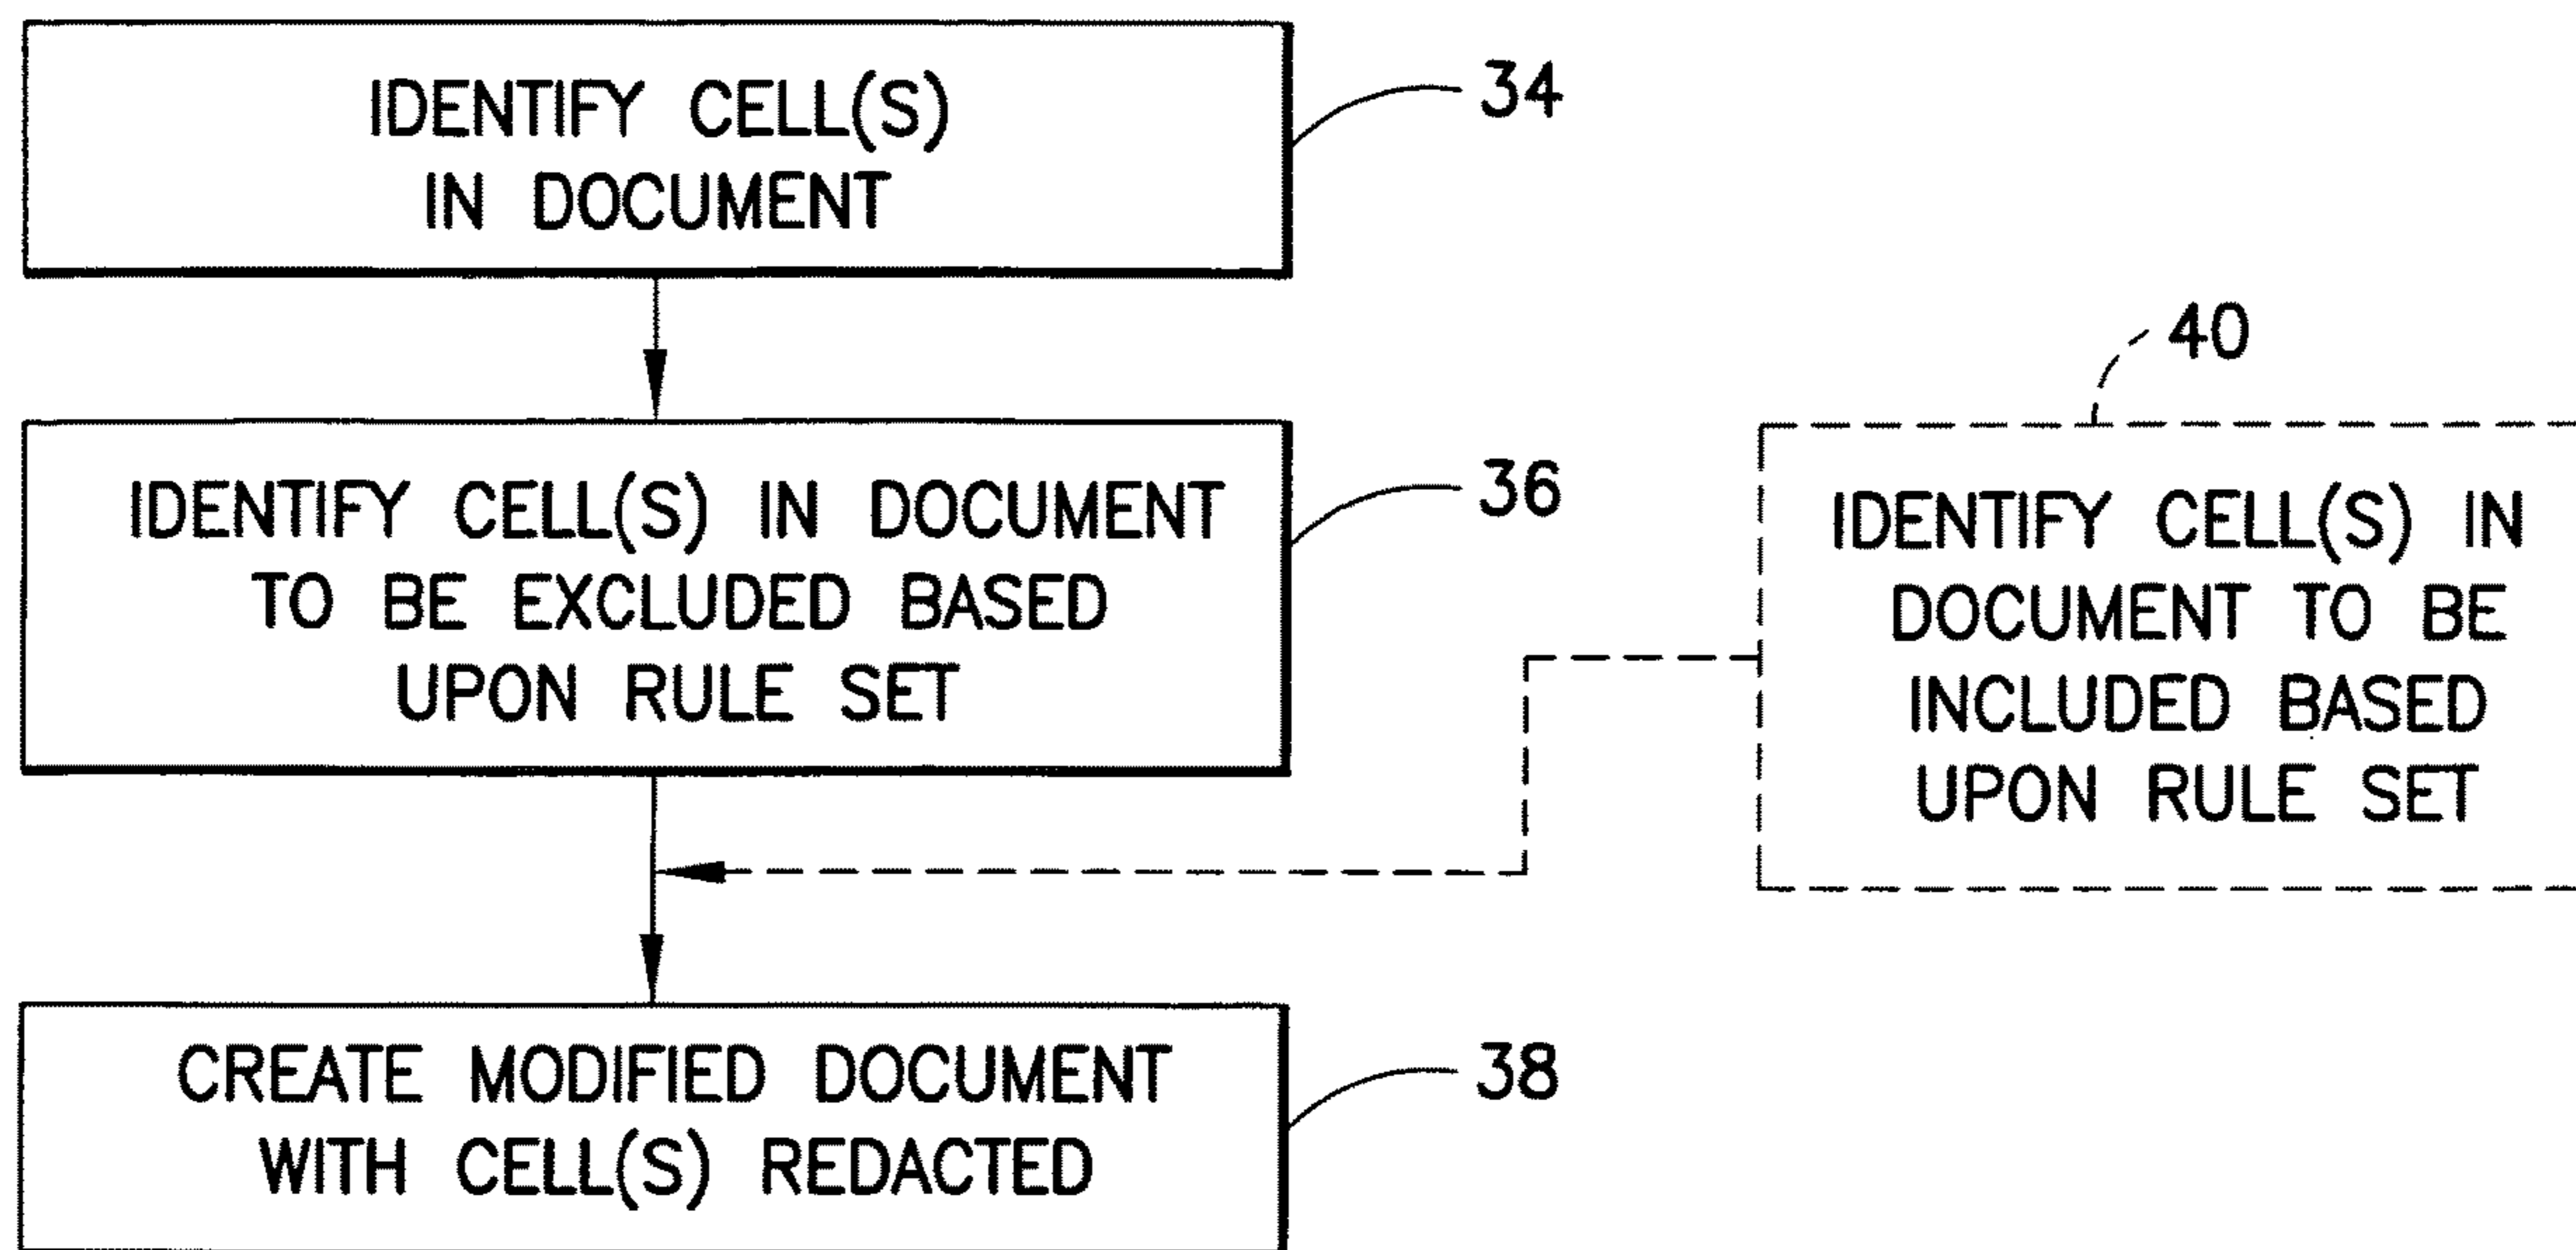 IDENTIFY CELL(S)
IN DOCUMENT
34
IDENTIFY CELL(S) IN DOCUMENT
TO BE EXCLUDED BASED
UPON RULE SET
36
40
IDENTIFY CELL(S) IN
DOCUMENT TO BE
INCLUDED BASED
UPON RULE SET
CREATE MODIFIED DOCUMENT
WITH CELL(S) REDACTED
38